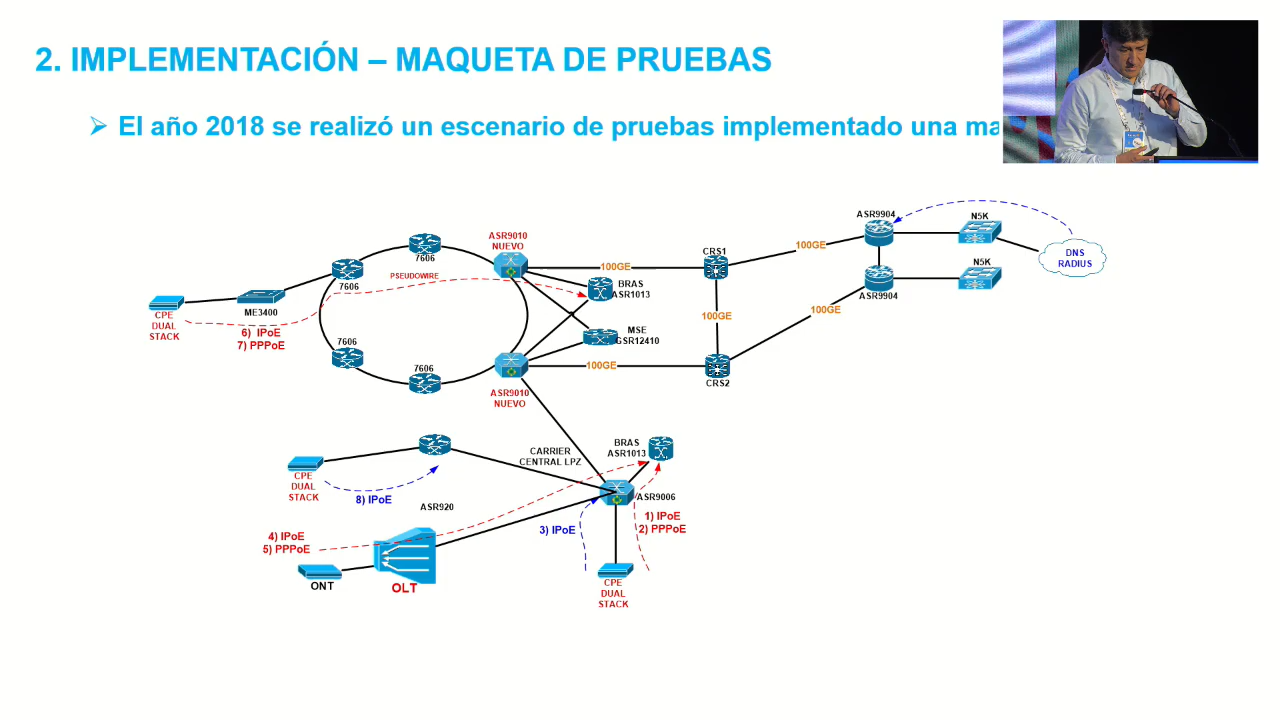 2. IMPLEMENTACIÓN – MAQUETA DE PRUEBAS
➢ El año 2018 se realizó un escenario de pruebas implementado una ma
ASR9904
N5K
ASR9010
NUEVO
7606
CRS1
100GE
DNS
RADIUS
100GE
PSEUDOWIRE
7606
BRAS
ASR1013
N5K
ASR9904
CPE
DUAL
STACK
ME3400
6) IPoE
7) PPPoE
100GE
100GE
7606
MSE
GSR12410
7606
100GE
CRS2
ASR9010
NUEVO
BRAS
ASR1013
CARRIER
CENTRAL LPZ
CPE
DUAL
STACK
8) IPoE
ASR9006
ASR920
1) IPoE
2) PPPoE
3) IPoE
4) IPoE
5) PPPoE
ONT
OLT
CPE
DUAL
STACK